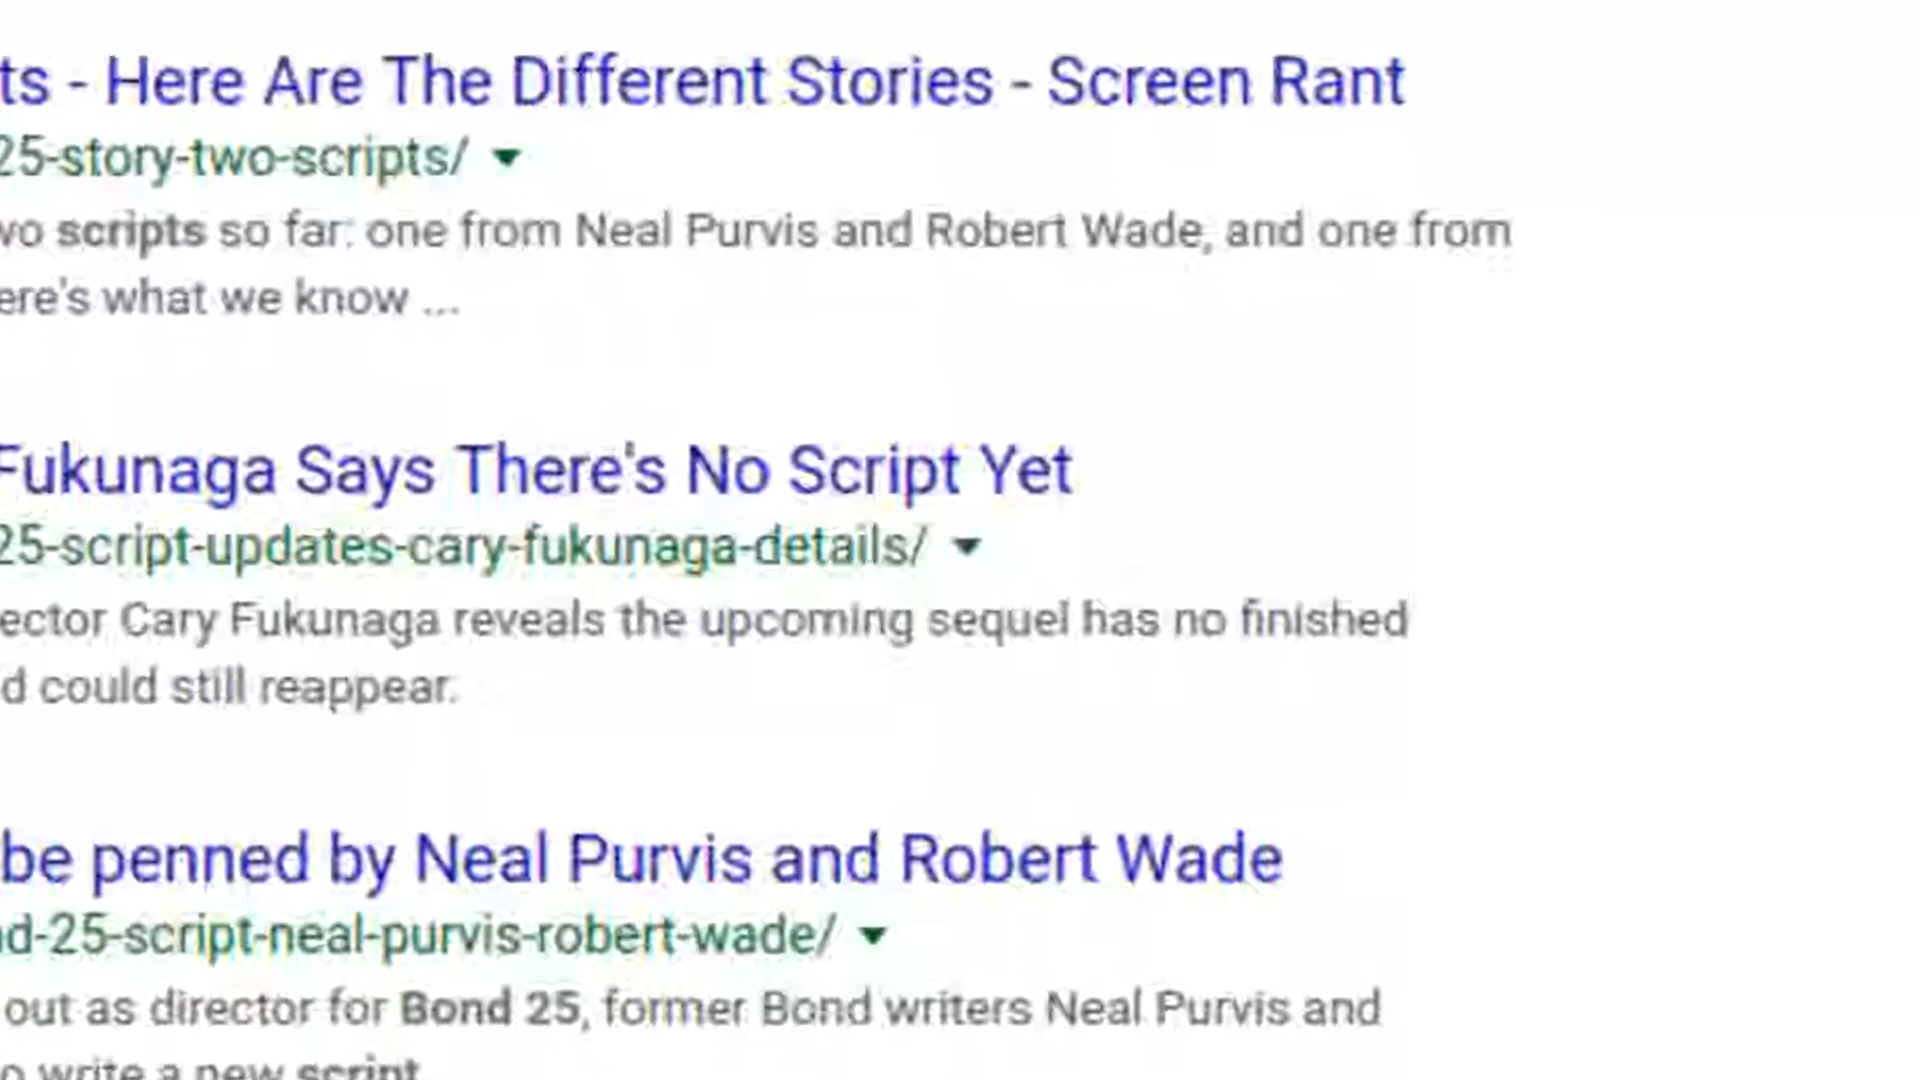 ts - Here Are The Different Stories - Screen Rant
25-story-two-scripts/
wo scripts so far: one from Neal Purvis and Robert Wade, and one from
ere's what we know ...
Fukunaga Says There's No Script Yet
25-script-updates-cary-fukunaga-details/
ector Cary Fukunaga reveals the upcoming sequel has no finished
d could still reappear.
be penned by Neal Purvis and Robert Wade
nd-25-script-neal-purvis-robert-wade/
out as director for Bond 25, former Bond writers Neal Purvis and
o write a new script